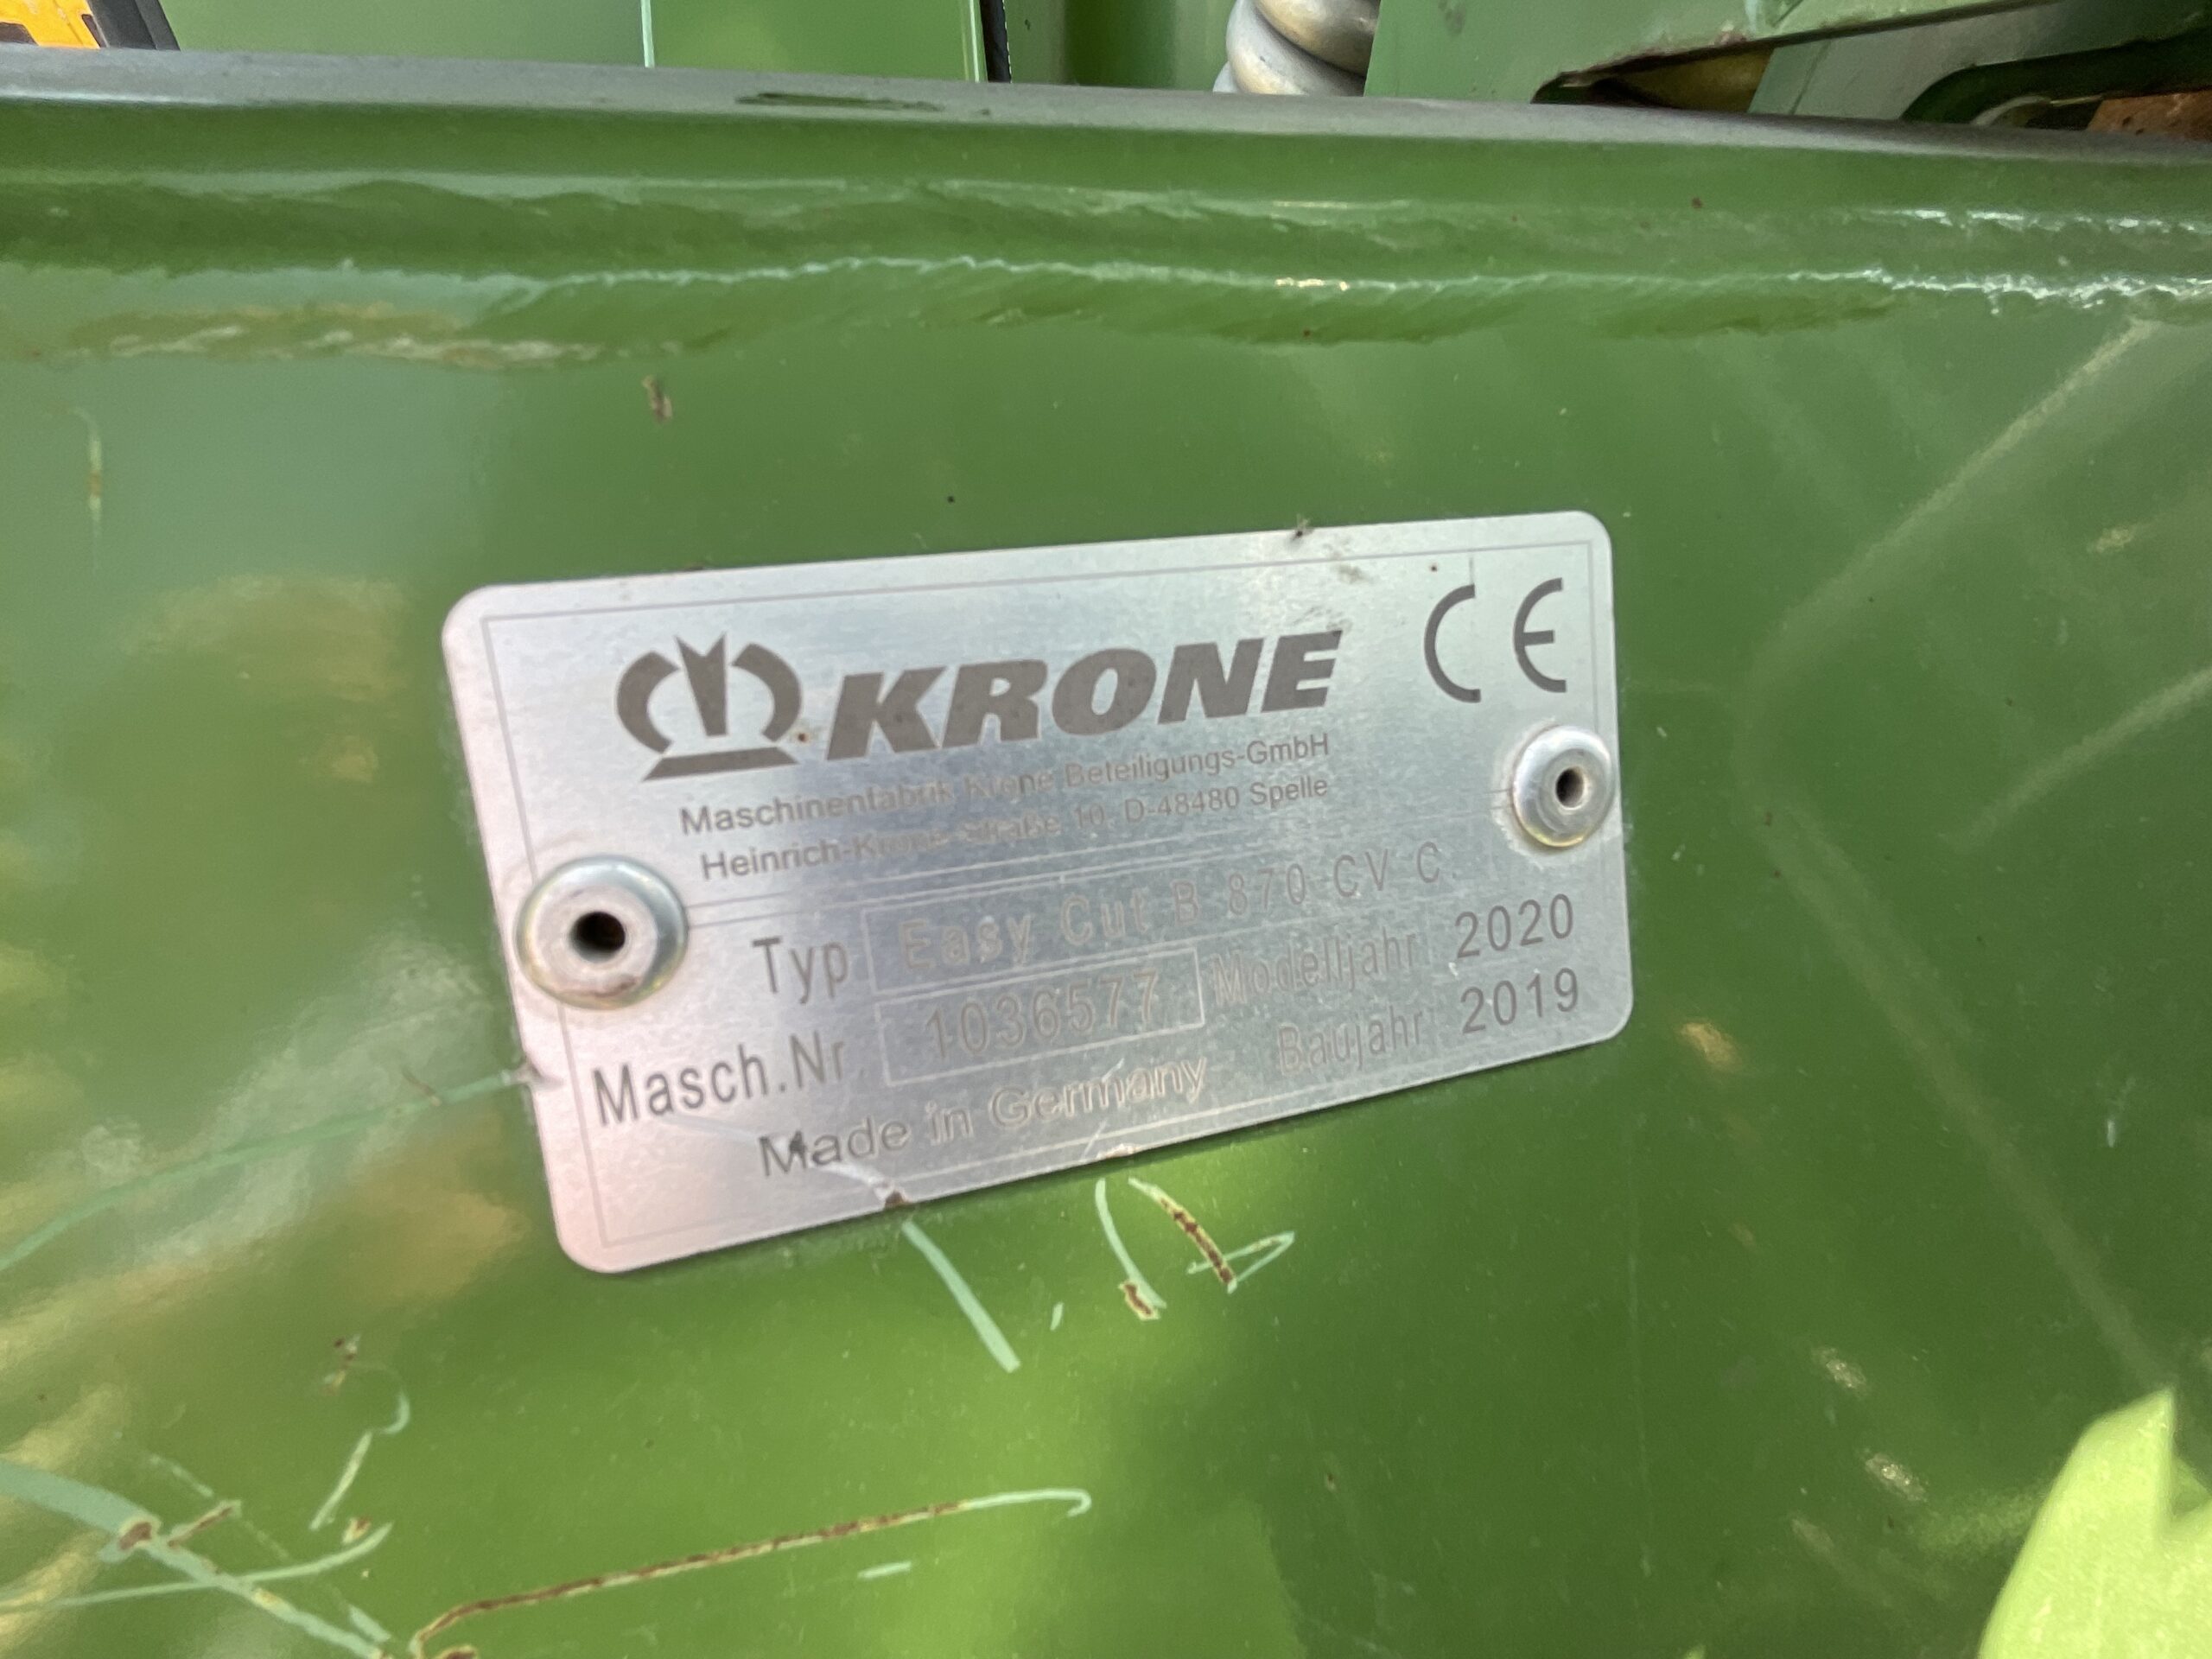 KRONE CE
Maschinenfabrik Krone Beteiligungs-GmbH
Heinrich-Krone-Straße 10, D-48480 Spelle
Typ Easy Cut B 870 CV C.
Masch.Nr. 1036577 Modelljahr 2020
Made in Germany Baujahr 2019